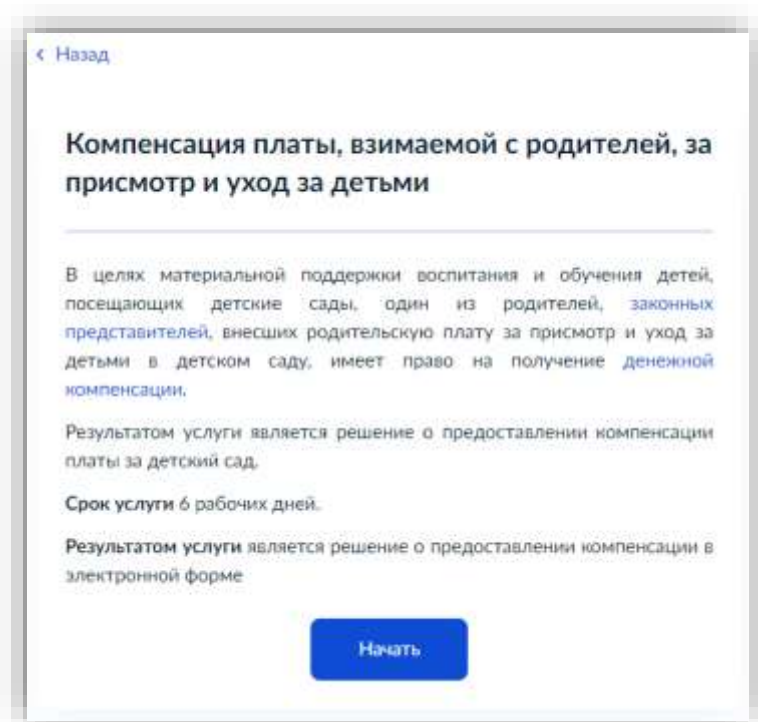 Назад
Компенсация платы, взимаемой с родителей, за
присмотр и уход за детьми
В целях материальной поддержки воспитания и обучения детей,
посещающих детские сады, один из родителей, законных
представителей, внесших родительскую плату за присмотр и уход за
детьми в детском саду, имеет право на получение денежной
компенсации.
Результатом услуги является решение о предоставлении компенсации
платы за детский сад.
Срок услуги 6 рабочих дней.
Результатом услуги является решение о предоставлении компенсации в
электронной форме
Начать